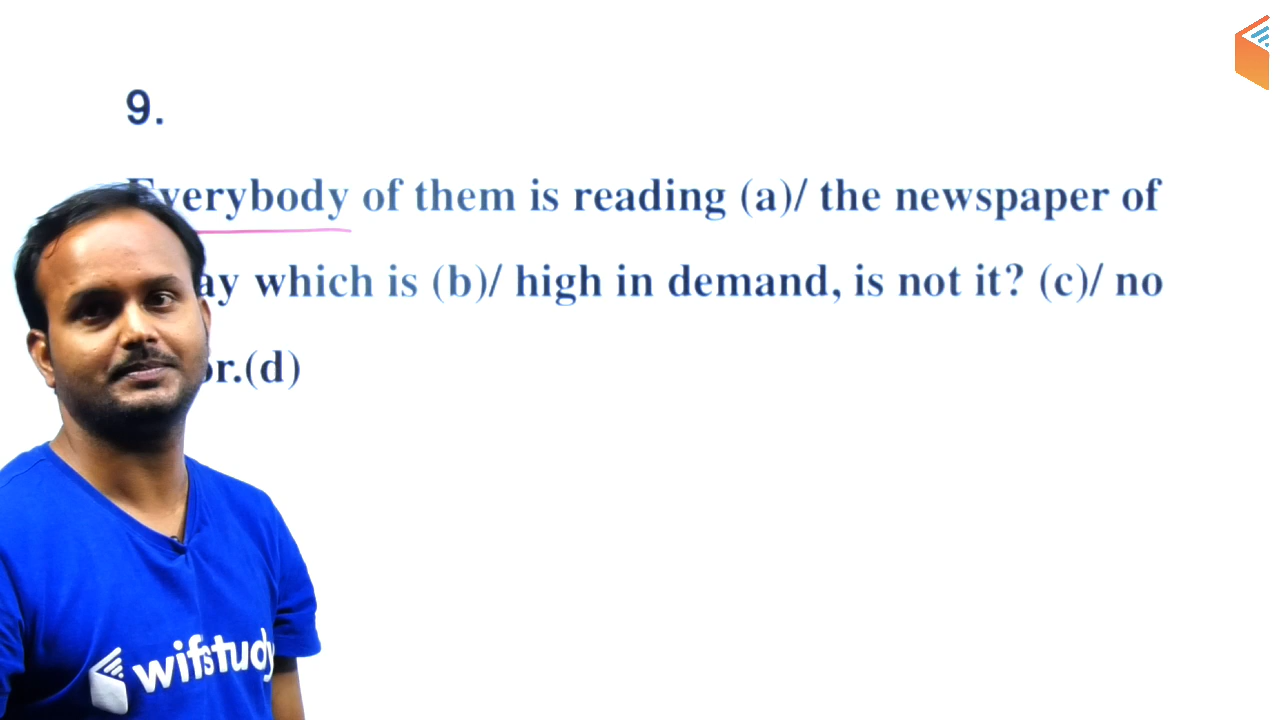 9.
Everybody of them is reading (a)/ the newspaper of
which is (b)/ high in demand, is not it? (c)/ no
(d)
wifistudy